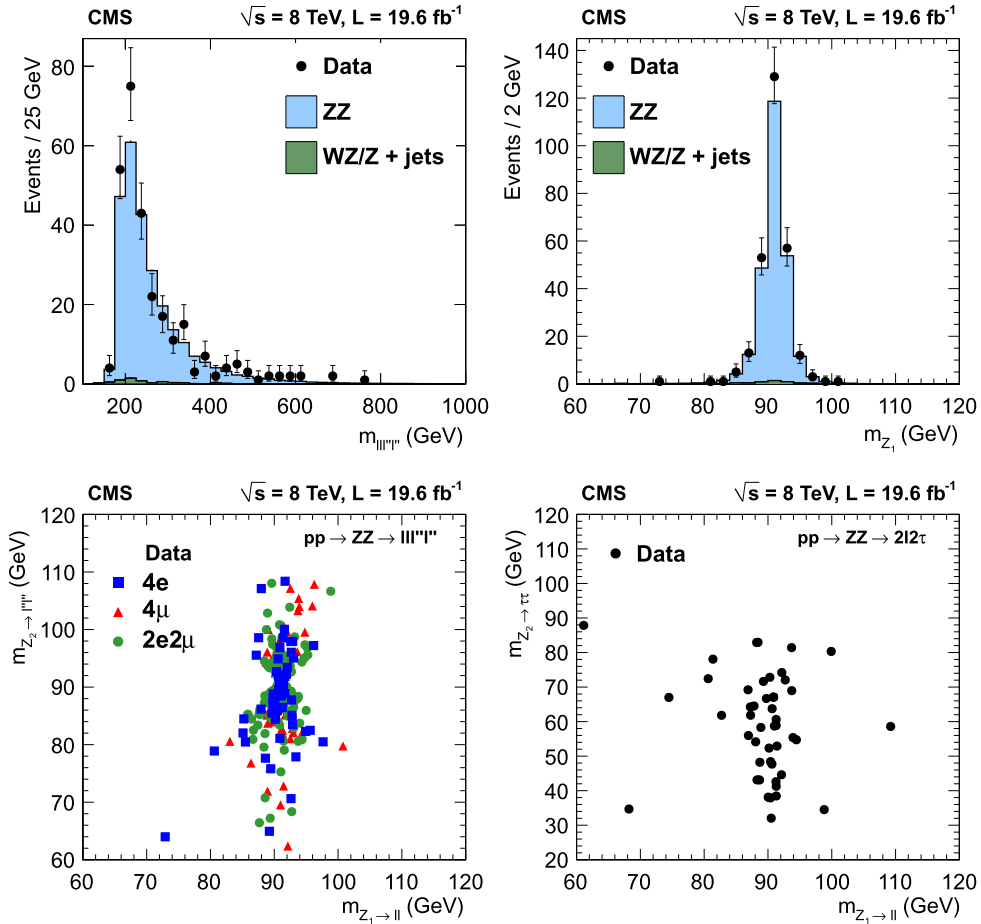 CMS √s = 8 TeV, L = 19.6 fb⁻¹
Events / 25 GeV
80
60
40
20
0
Data
ZZ
WZ/Z + jets
200 400 600 800 1000
m_lll"l" (GeV)
CMS √s = 8 TeV, L = 19.6 fb⁻¹
Events / 2 GeV
140
120
100
80
60
40
20
0
Data
ZZ
WZ/Z + jets
60 70 80 90 100 110 120
m_Z₁ (GeV)
CMS √s = 8 TeV, L = 19.6 fb⁻¹
m_Z₂ → l"l" (GeV)
120
110
100
90
80
70
60
pp → ZZ → lll"l"
Data
4e
4μ
2e2μ
60 70 80 90 100 110 120
m_Z₁ → ll (GeV)
CMS √s = 8 TeV, L = 19.6 fb⁻¹
m_Z₂ → ττ (GeV)
120
110
100
90
80
70
60
50
40
30
20
pp → ZZ → 2l2τ
Data
60 70 80 90 100 110 120
m_Z₁ → ll (GeV)